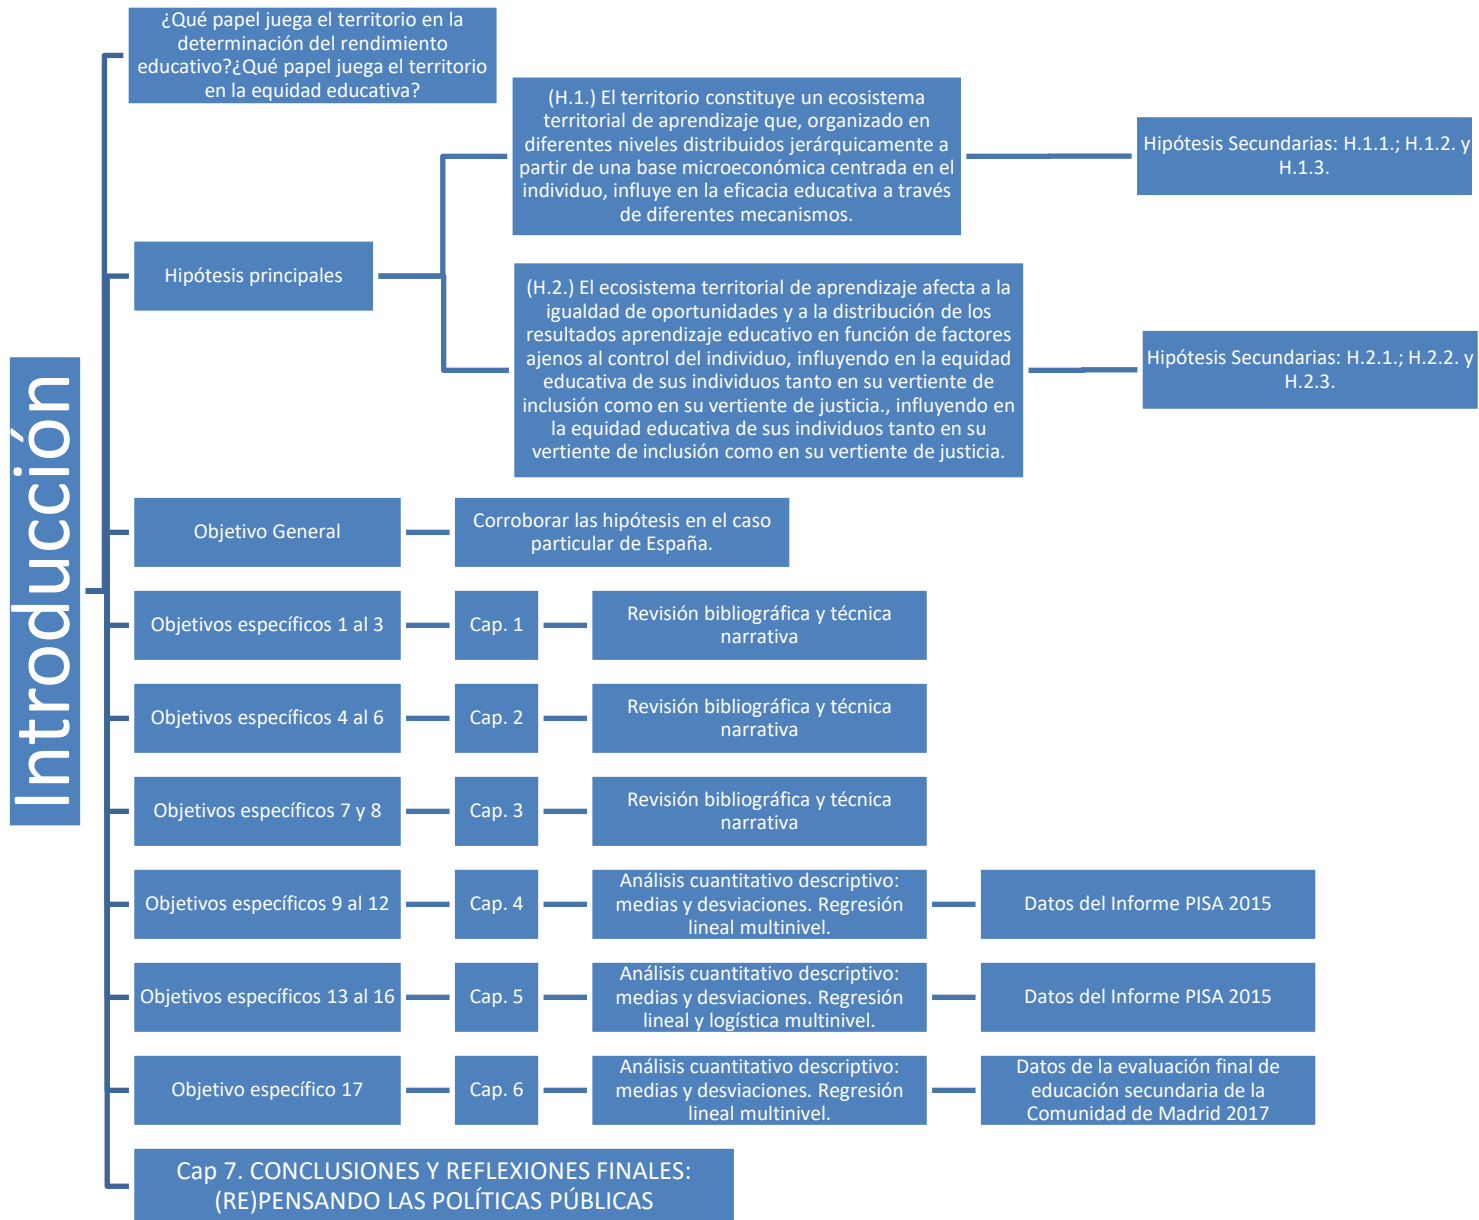 Introducción
¿Qué papel juega el territorio en la
determinación del rendimiento
educativo?¿Qué papel juega el territorio
en la equidad educativa?
Hipótesis principales
(H.1.) El territorio constituye un ecosistema
territorial de aprendizaje que, organizado en
diferentes niveles distribuidos jerárquicamente a
partir de una base microeconómica centrada en el
individuo, influye en la eficacia educativa a través
de diferentes mecanismos.
Hipótesis Secundarias: H.1.1.; H.1.2. y
H.1.3.
(H.2.) El ecosistema territorial de aprendizaje afecta a la
igualdad de oportunidades y a la distribución de los
resultados aprendizaje educativo en función de factores
ajenos al control del individuo, influyendo en la equidad
educativa de sus individuos tanto en su vertiente de
inclusión como en su vertiente de justicia., influyendo en
la equidad educativa de sus individuos tanto en su
vertiente de inclusión como en su vertiente de justicia.
Hipótesis Secundarias: H.2.1.; H.2.2. y
H.2.3.
Objetivo General
Corroborar las hipótesis en el caso
particular de España.
Objetivos específicos 1 al 3
Cap. 1
Revisión bibliográfica y técnica
narrativa
Objetivos específicos 4 al 6
Cap. 2
Revisión bibliográfica y técnica
narrativa
Objetivos específicos 7 y 8
Cap. 3
Revisión bibliográfica y técnica
narrativa
Objetivos específicos 9 al 12
Cap. 4
Análisis cuantitativo descriptivo:
medias y desviaciones. Regresión
lineal multinivel.
Datos del Informe PISA 2015
Objetivos específicos 13 al 16
Cap. 5
Análisis cuantitativo descriptivo:
medias y desviaciones. Regresión
lineal y logística multinivel.
Datos del Informe PISA 2015
Objetivo específico 17
Cap. 6
Análisis cuantitativo descriptivo:
medias y desviaciones. Regresión
lineal multinivel.
Datos de la evaluación final de
educación secundaria de la
Comunidad de Madrid 2017
Cap 7. CONCLUSIONES Y REFLEXIONES FINALES:
(RE)PENSANDO LAS POLÍTICAS PÚBLICAS